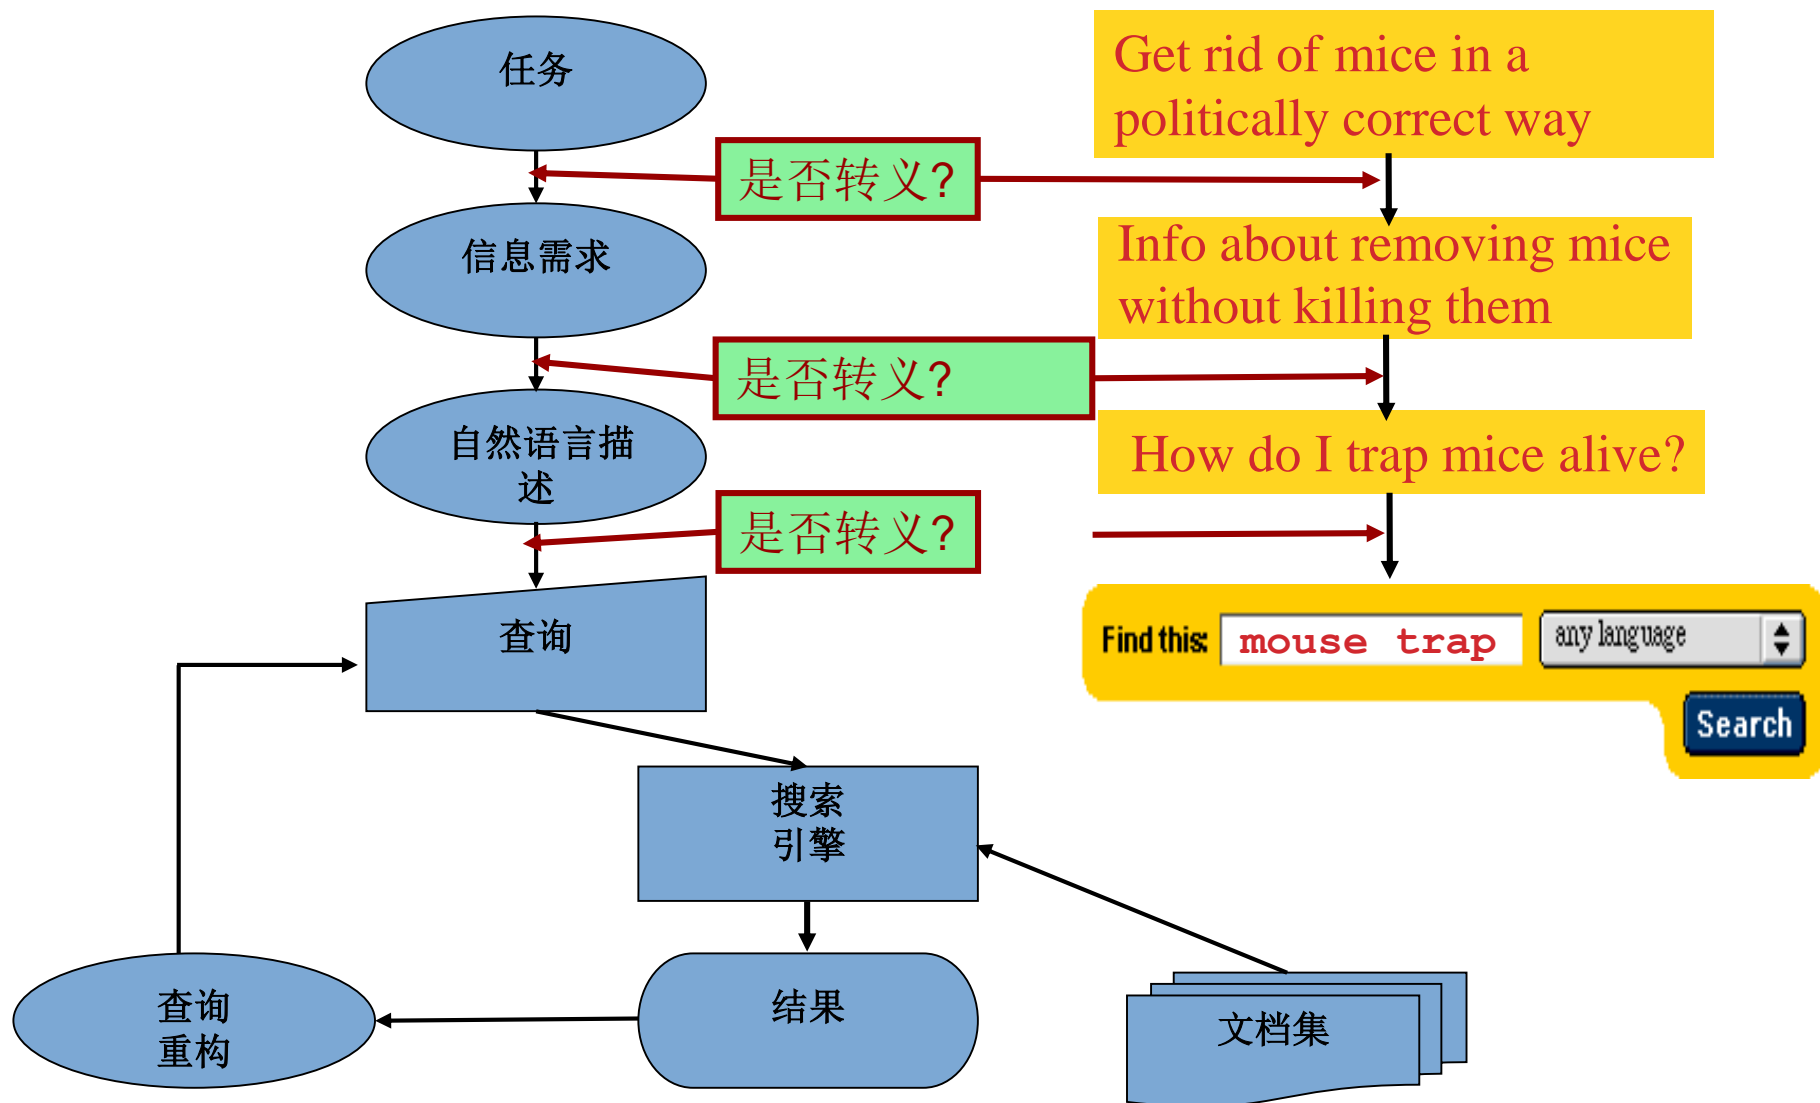 任务
Get rid of mice in a
politically correct way
是否转义?
信息需求
Info about removing mice
without killing them
是否转义?
自然语言描
述
How do I trap mice alive?
是否转义?
查询
Find this: mouse trap any language
Search
搜索
引擎
查询
重构
结果
文档集